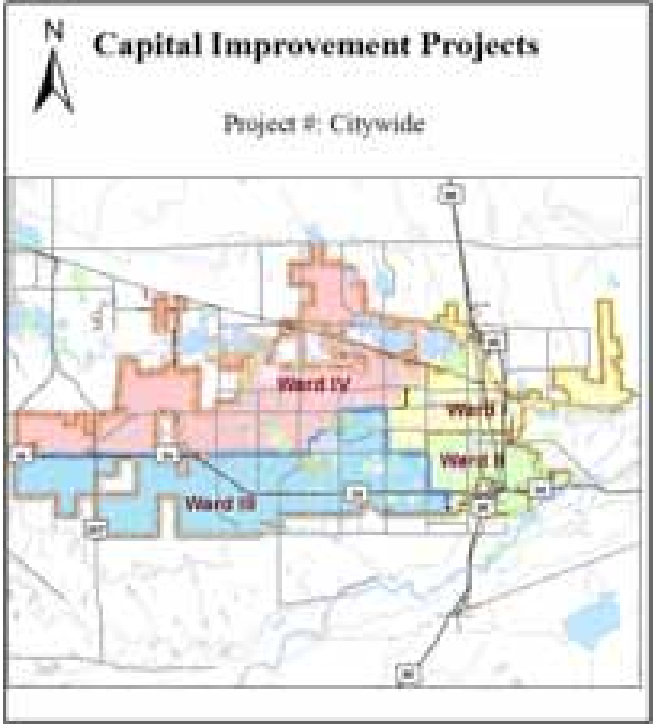 N
Capital Improvement Projects
Project #: Citywide
Ward IV
Ward I
Ward II
Ward III